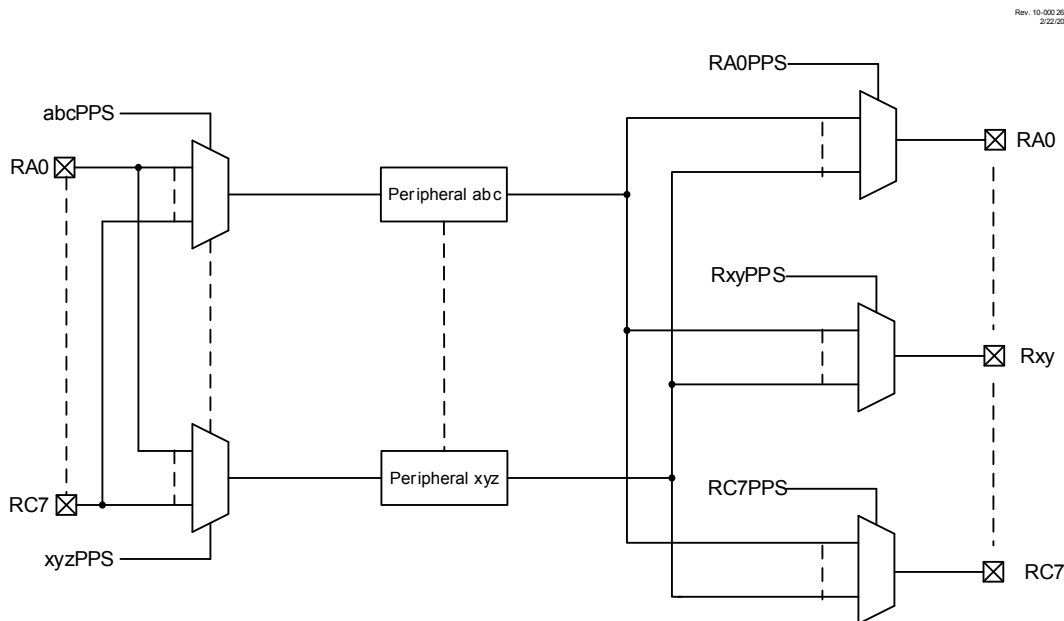 Rev. 10-000 26
2/22/20
RA0PPS
abcPPS
RA0
RA0
Peripheral abc
RxyPPS
Rxy
Peripheral xyz
RC7PPS
RC7
xyzPPS
RC7